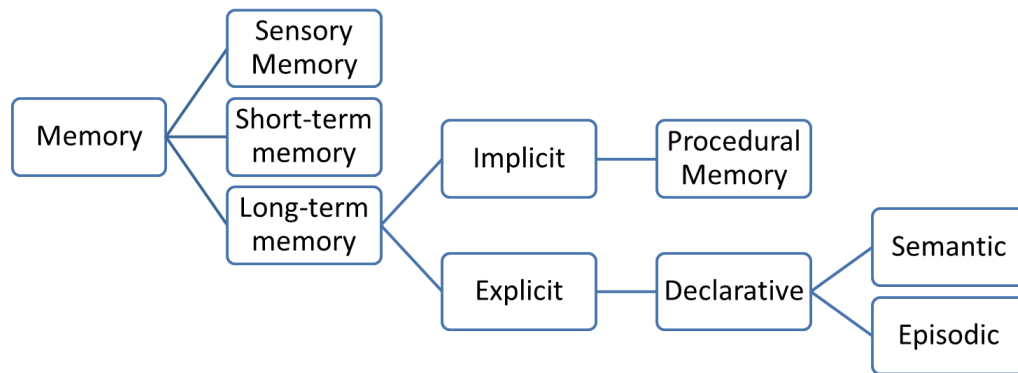 Memory
Sensory
Memory
Short-term
memory
Long-term
memory
Implicit
Procedural
Memory
Explicit
Declarative
Semantic
Episodic